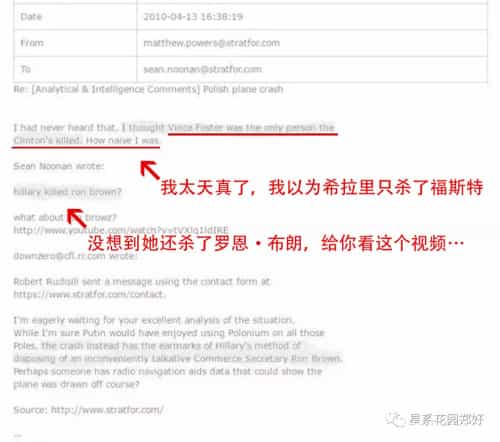 Date 2010-04-13 16:38:19
From matthew.powers@stratfor.com
To sean.noonan@stratfor.com
Re: [Analytical & Intelligence Comments] Polish plane crash
I had never heard that, I thought Vince Foster was the only person the
Clinton's killed. How naive I was.
Sean Noonan wrote:
我太天真了，我以为希拉里只杀了福斯特
hillary killed ron brown?
what about
http://www.youtube.com/watch?
没想到她还杀了罗恩·布朗，给你看这个视频…
downzero@cfl.rr.com wrote:
Robert Rudisill sent a message using the contact form at
https://www.stratfor.com/contact.
I'm eagerly waiting for your excellent analysis of the situation.
While I'm sure Putin would have enjoyed using Polonium on all those
Poles, the crash instead has the earmarks of Hillary's method of
disposing of an inconveniently talkative Commerce Secretary Ron Brown.
Perhaps someone has radio navigation aids data that could show the
plane was drawn off course?
Source: http://www.stratfor.com/
...
星系花园郑好